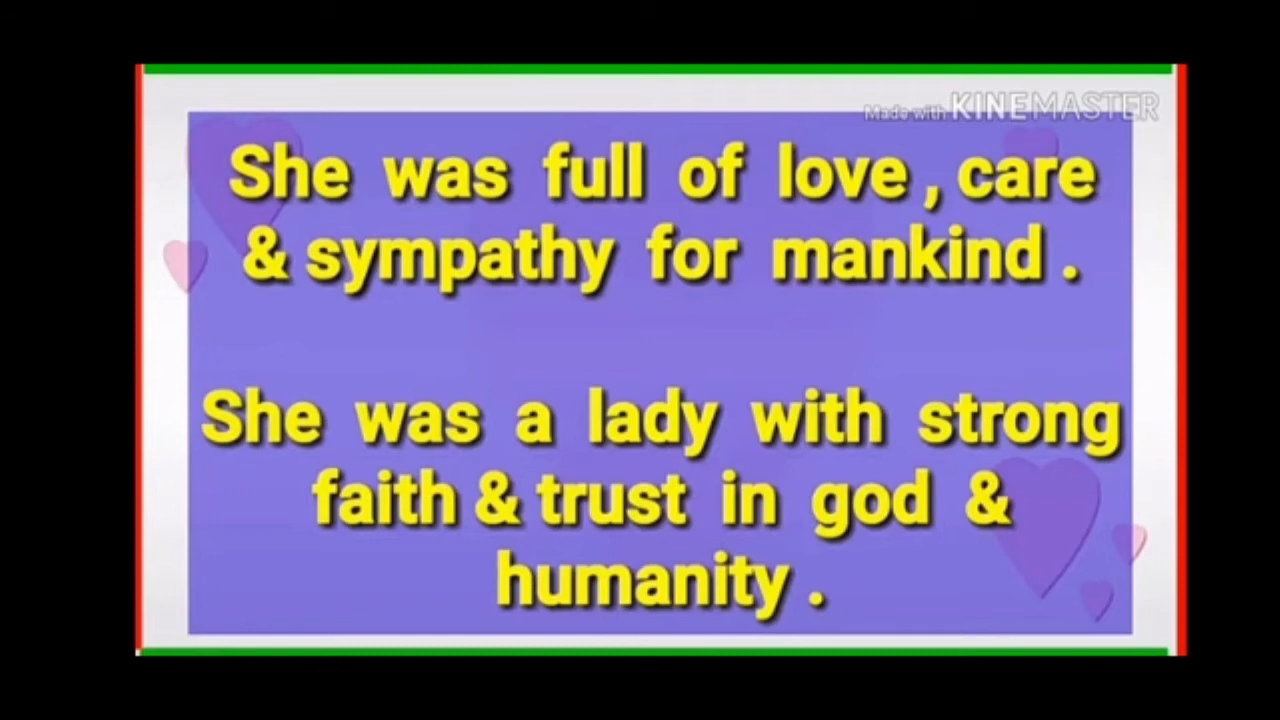 Made with KINEMASTER
She was full of love , care
& sympathy for mankind .
She was a lady with strong
faith & trust in god &
humanity .